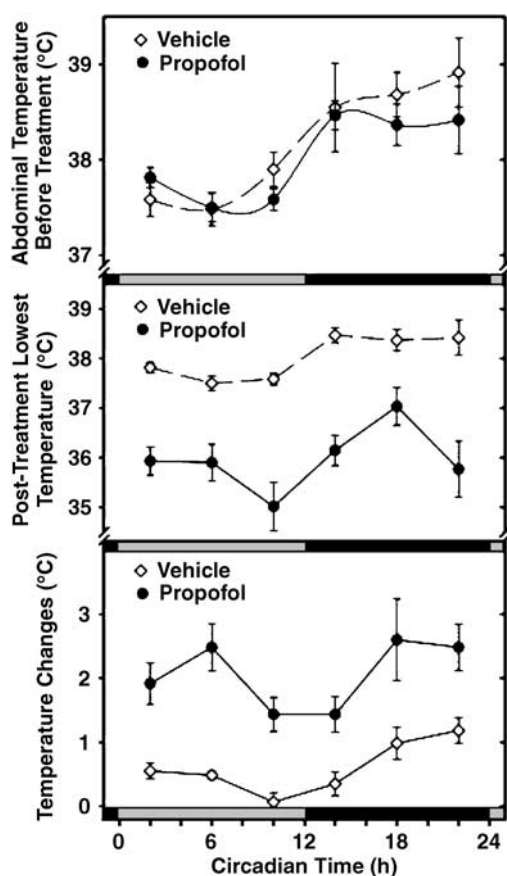 Abdominal Temperature
Before Treatment (°C)
39
38
37
Vehicle
Propofol
Post-Treatment Lowest
Temperature (°C)
39
38
37
36
35
Vehicle
Propofol
Temperature Changes (°C)
3
2
1
0
Vehicle
Propofol
0 6 12 18 24
Circadian Time (h)